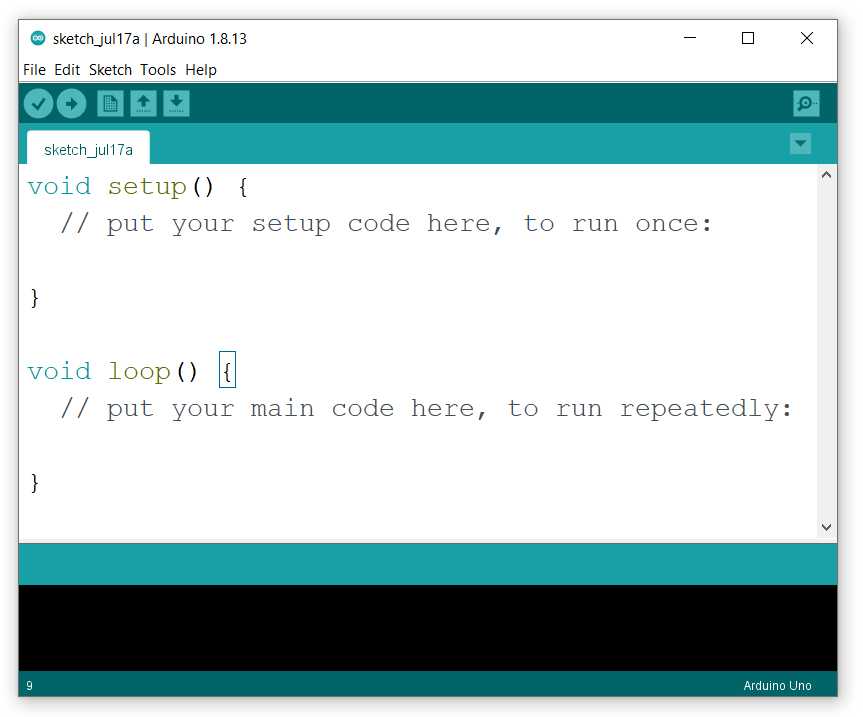 sketch_jul17a | Arduino 1.8.13
File Edit Sketch Tools Help
sketch_jul17a
void setup() {
  // put your setup code here, to run once:
}
void loop() {
  // put your main code here, to run repeatedly:
}
9 Arduino Uno